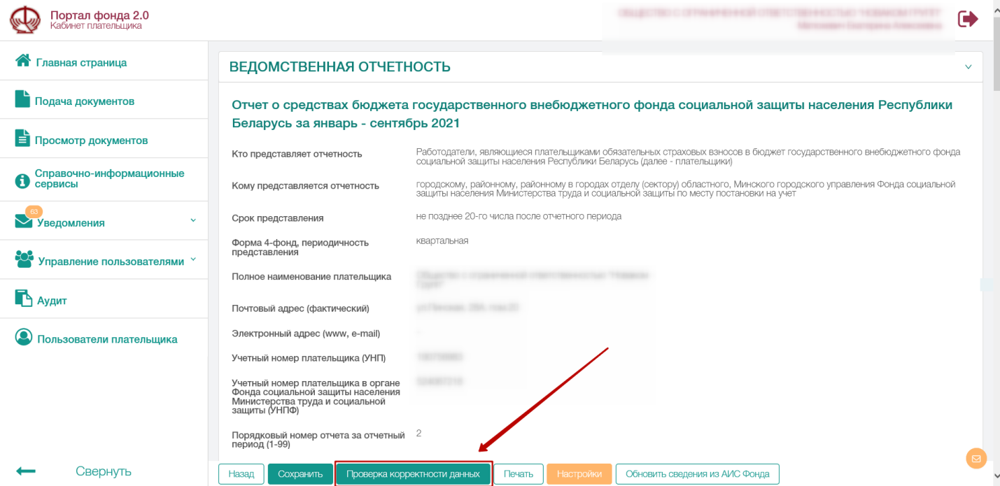 Портал фонда 2.0
Кабинет плательщика
Главная страница
Подача документов
Просмотр документов
Справочно-информационные
сервисы
63
Уведомления
Управление пользователями
Аудит
Пользователи плательщика
Свернуть
ВЕДОМСТВЕННАЯ ОТЧЕТНОСТЬ
Отчет о средствах бюджета государственного внебюджетного фонда социальной защиты населения Республики
Беларусь за январь - сентябрь 2021
Кто представляет отчетность
Работодатели, являющиеся плательщиками обязательных страховых взносов в бюджет государственного внебюджетного фонда
социальной защиты населения Республики Беларусь (далее - плательщики)
Кому представляется отчетность
городскому, районному, районному в городах отделу (сектору) областного, Минского городского управления Фонда социальной
защиты населения Министерства труда и социальной защиты по месту постановки на учет
Срок представления
не позднее 20-го числа после отчетного периода
Форма 4-фонд, периодичность
представления
квартальная
Полное наименование плательщика
Почтовый адрес (фактический)
Электронный адрес (www, e-mail)
Учетный номер плательщика (УНП)
Учетный номер плательщика в органе
Фонда социальной защиты населения
Министерства труда и социальной
защиты (УНПФ)
Порядковый номер отчета за отчетный
период (1-99)
2
Назад
Сохранить
Проверка корректности данных
Печать
Настройки
Обновить сведения из АИС Фонда